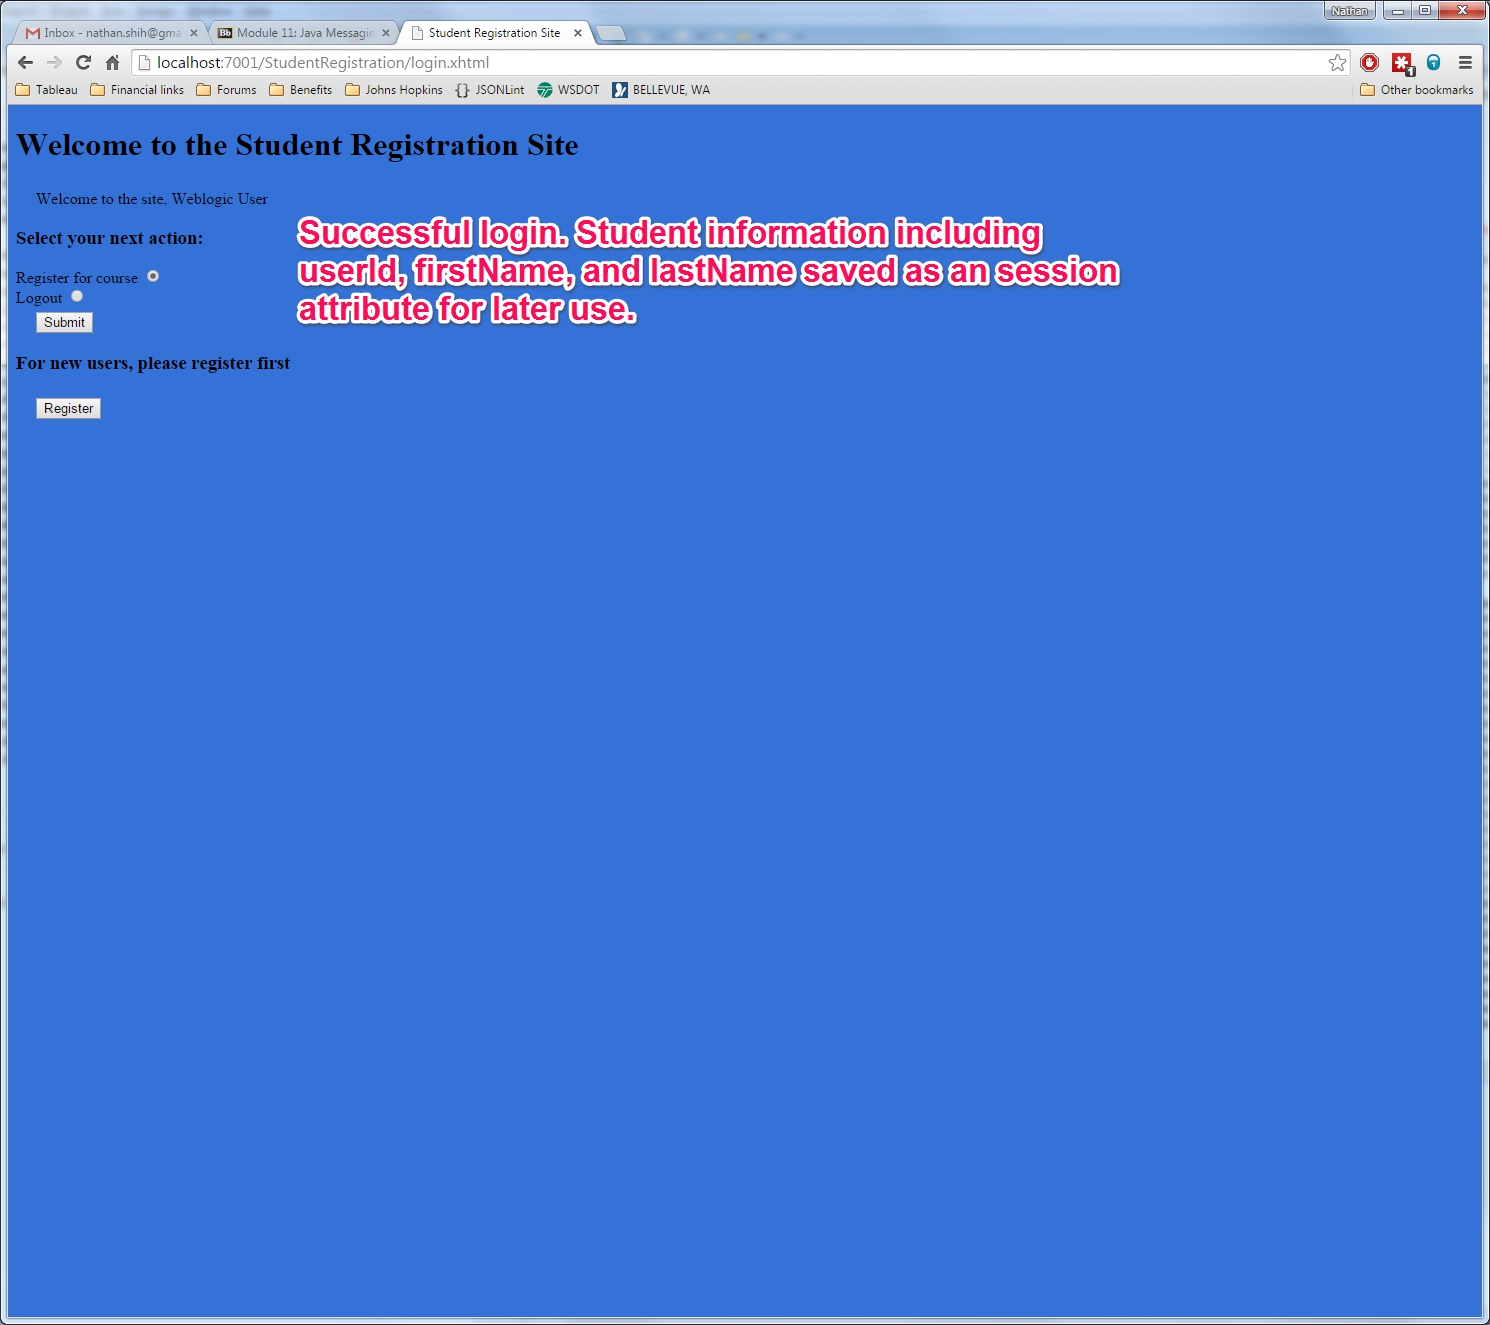 Nathan
Inbox - nathan.shih@gma
Module 11: Java Messagin
Student Registration Site
localhost:7001/StudentRegistration/login.xhtml
Tableau Financial links Forums Benefits Johns Hopkins JSONLint WSDOT BELLEVUE, WA Other bookmarks
Welcome to the Student Registration Site
Welcome to the site, Weblogic User
Select your next action:
Register for course
Logout
Submit
For new users, please register first
Register
Successful login. Student information including
userId, firstName, and lastName saved as an session
attribute for later use.